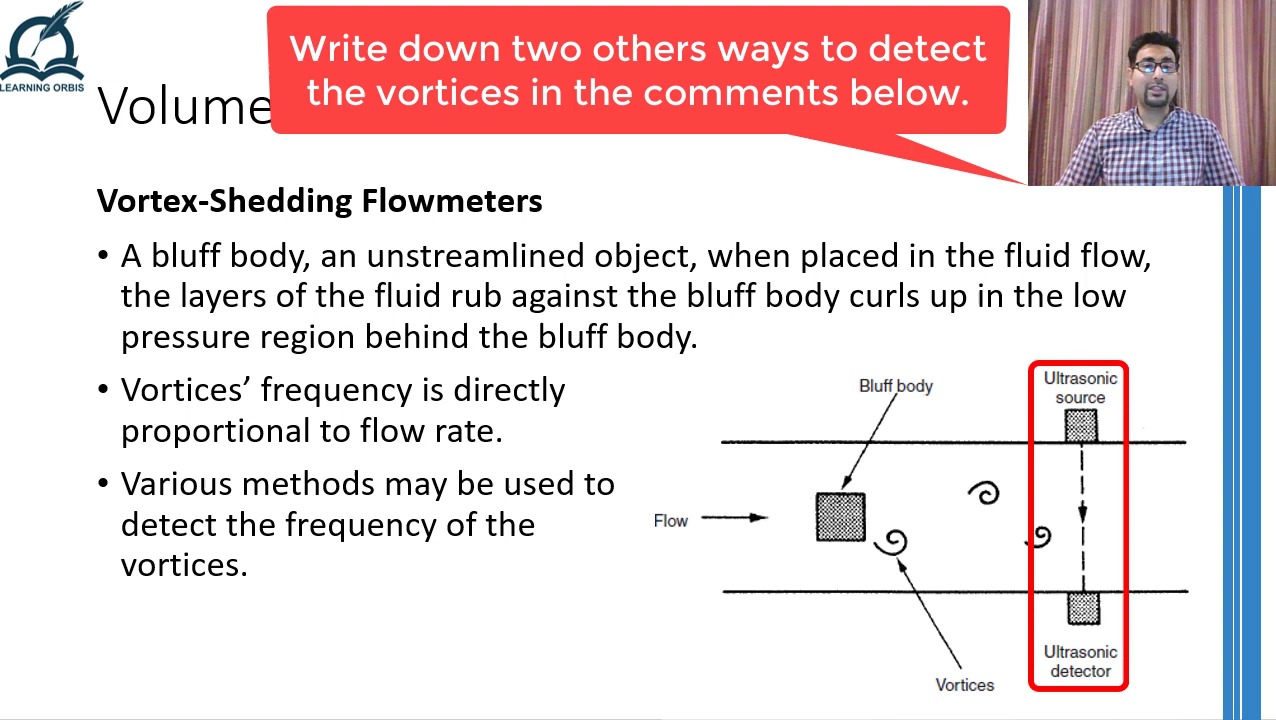 LEARNING ORBIS
Write down two others ways to detect
the vortices in the comments below.
Volume
Vortex-Shedding Flowmeters
• A bluff body, an unstreamlined object, when placed in the fluid flow,
the layers of the fluid rub against the bluff body curls up in the low
pressure region behind the bluff body.
• Vortices’ frequency is directly
proportional to flow rate.
• Various methods may be used to
detect the frequency of the
vortices.
Bluff body
Ultrasonic
source
Flow
Vortices
Ultrasonic
detector